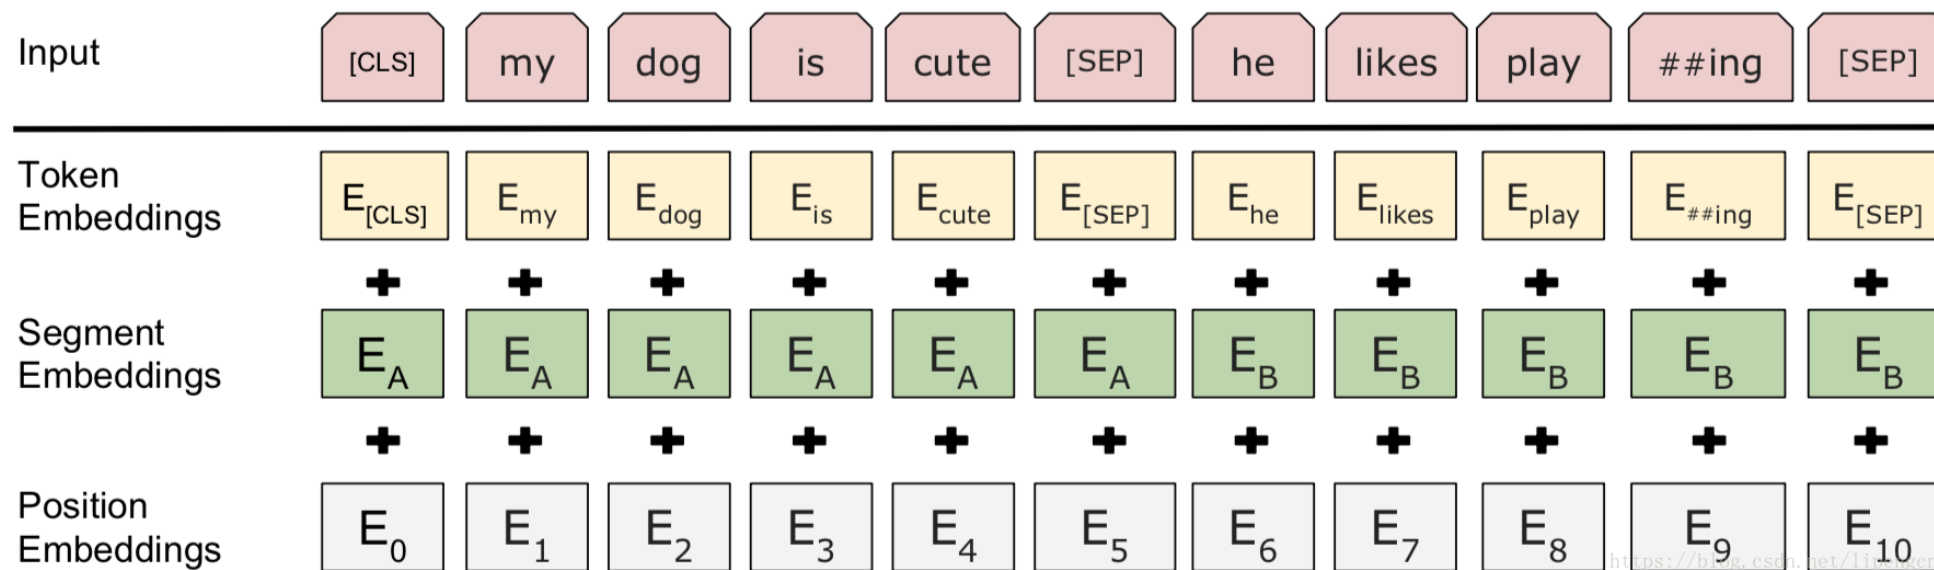 Input [CLS] my dog is cute [SEP] he likes play ##ing [SEP]
Token Embeddings E[CLS] Emy Edog Eis Ecute E[SEP] Ehe Elikes Eplay E##ing E[SEP]
+ + + + + + + + + + +
Segment Embeddings EA EA EA EA EA EA EB EB EB EB EB
+ + + + + + + + + + +
Position Embeddings E0 E1 E2 E3 E4 E5 E6 E7 E8 E9 E10